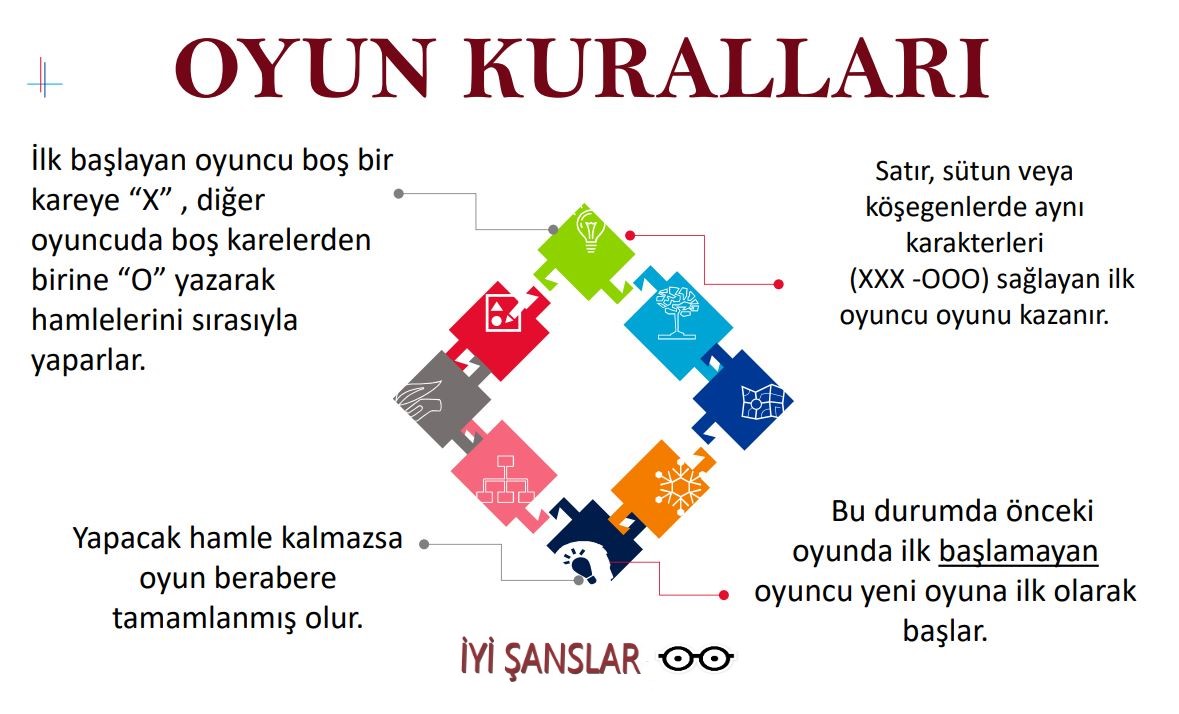 OYUN KURALLARI
İlk başlayan oyuncu boş bir
kareye “X” , diğer
oyuncuda boş karelerden
birine “O” yazarak
hamlelerini sırasıyla
yaparlar.
Satır, sütun veya
köşegenlerde aynı
karakterleri
(XXX -OOO) sağlayan ilk
oyuncu oyunu kazanır.
Yapacak hamle kalmazsa
oyun berabere
tamamlanmış olur.
Bu durumda önceki
oyunda ilk başlamayan
oyuncu yeni oyuna ilk olarak
başlar.
İYİ ŞANSLAR